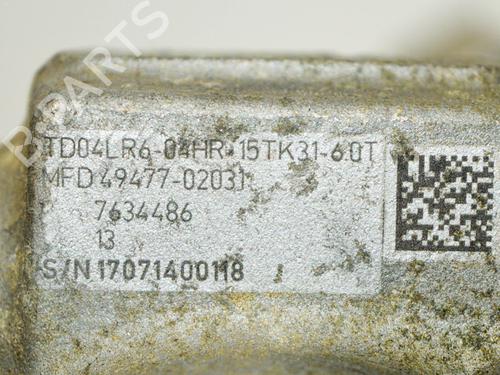 B PARTS
TD04LR6-04HR-15TK31-6.0T
MFD 49477-02031
7634486
13
S/N 17071400118